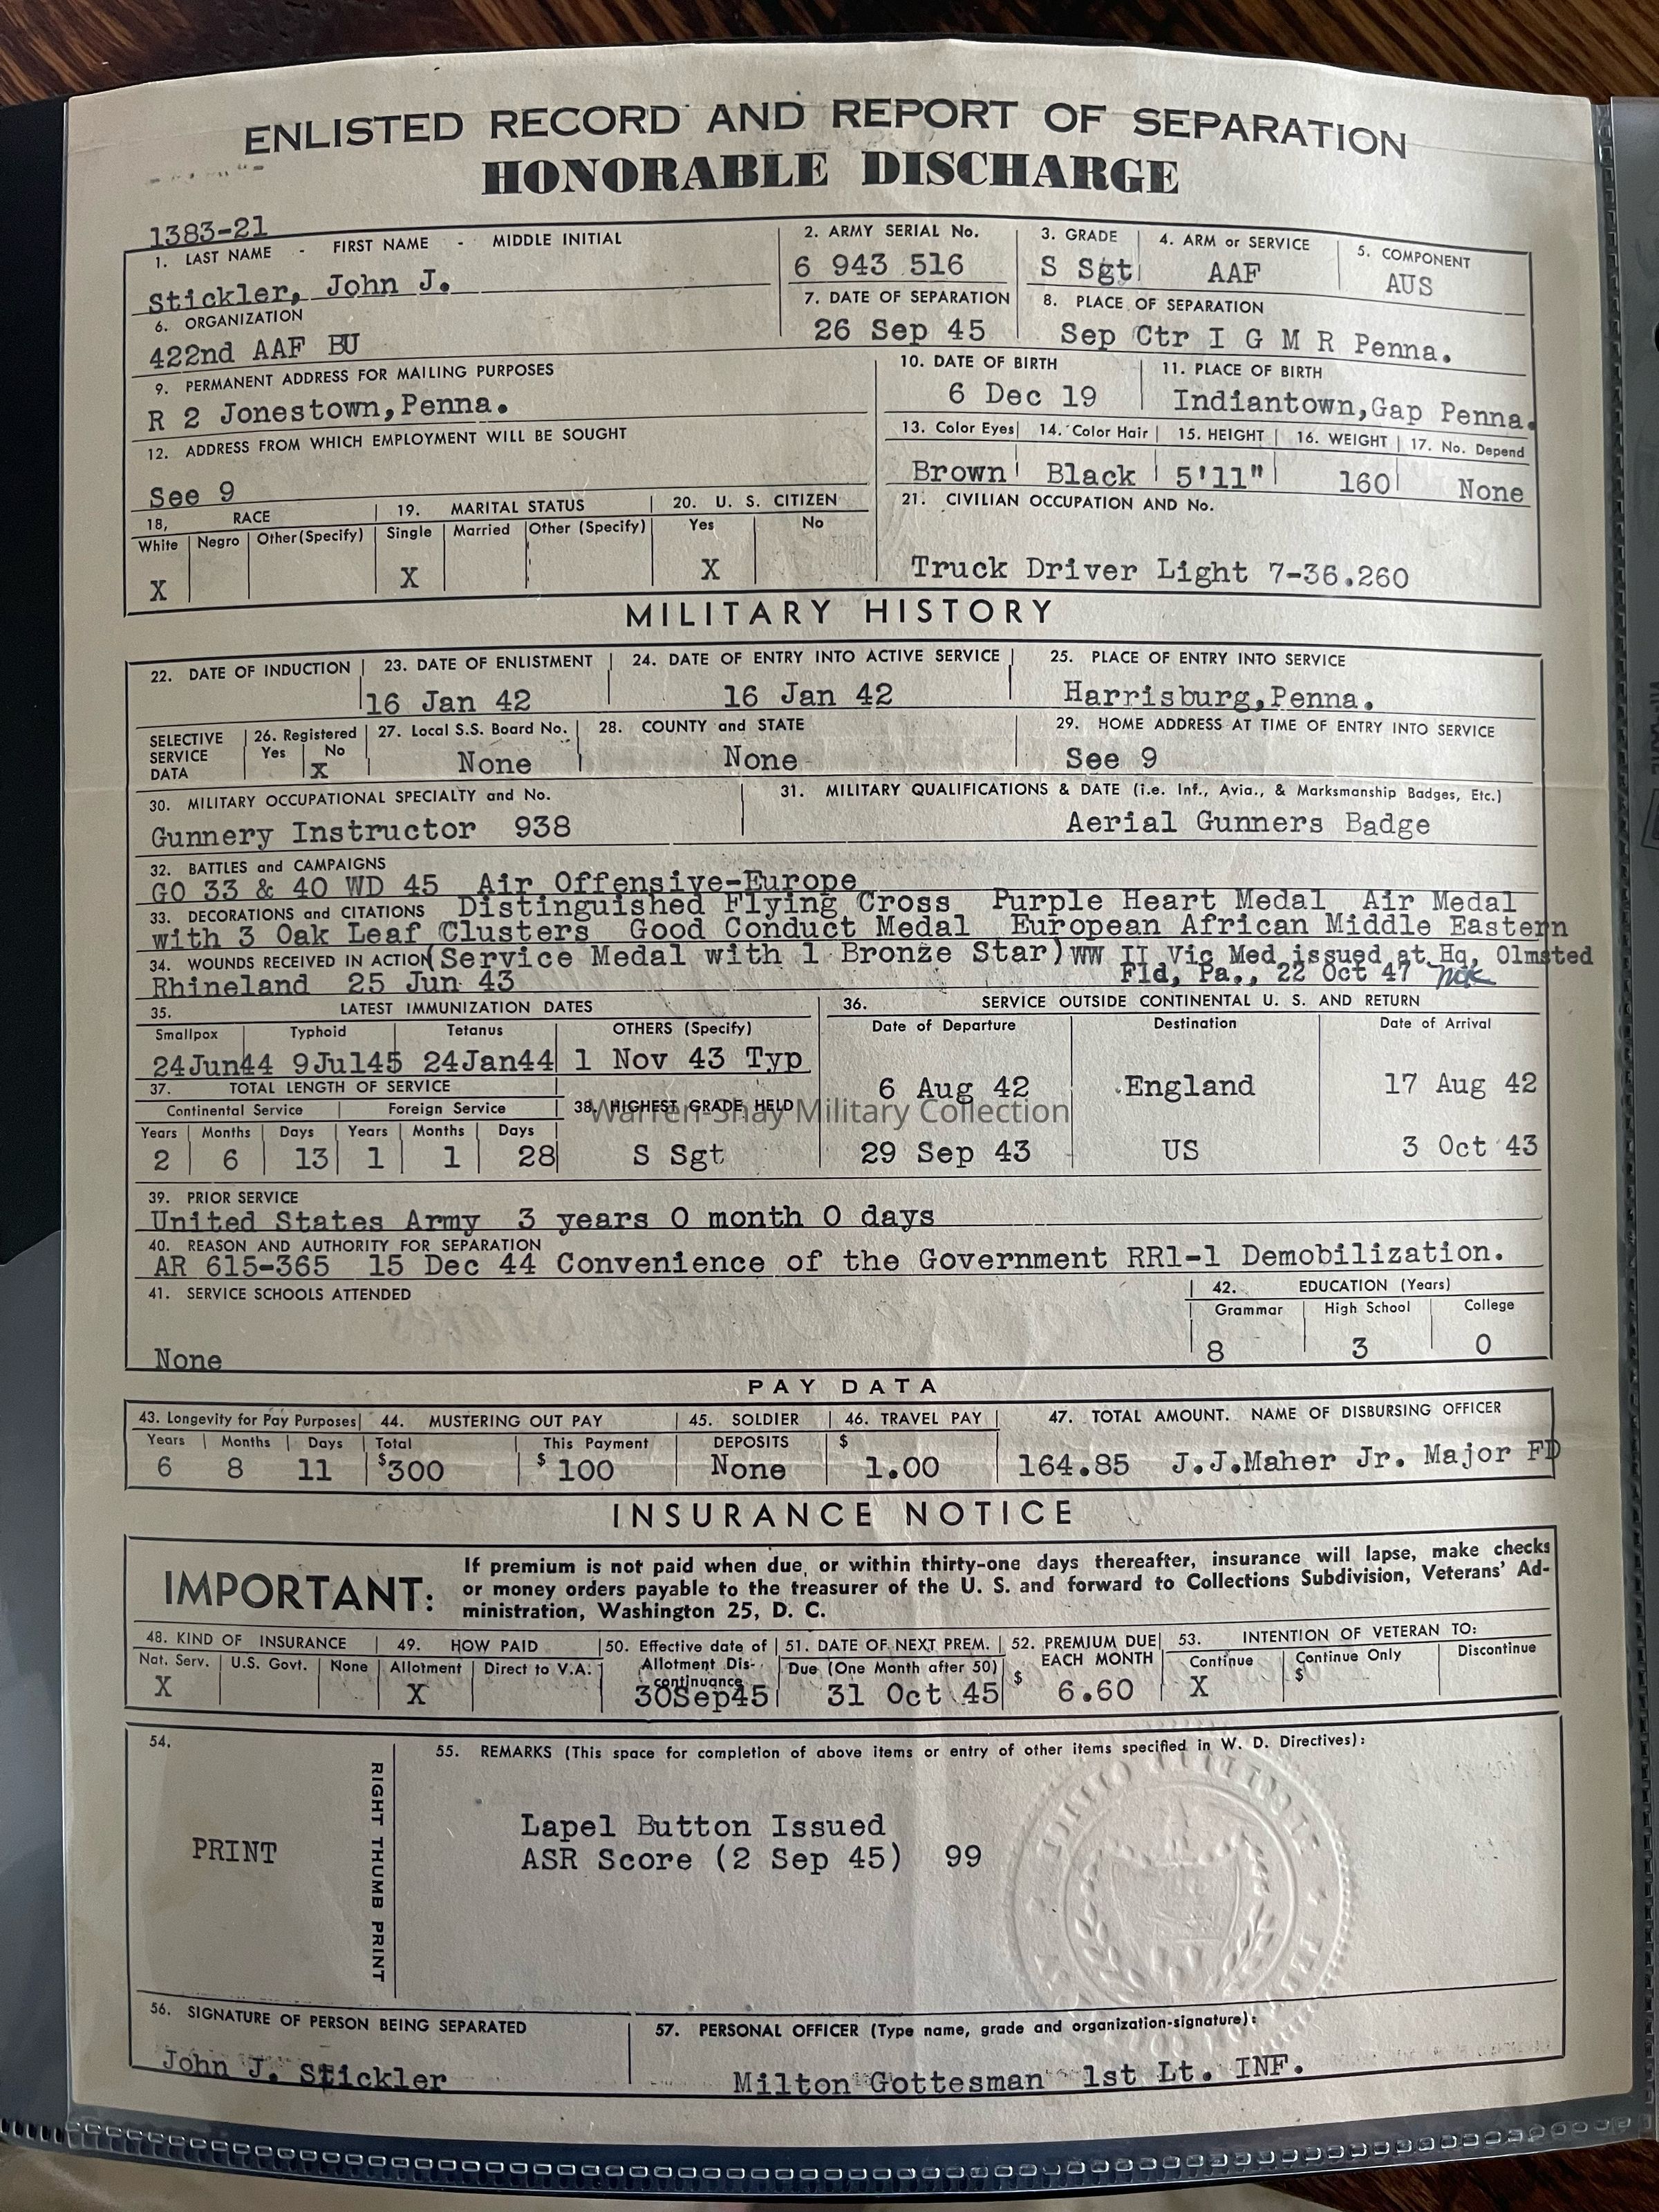 ENLISTED RECORD AND REPORT OF SEPARATION
HONORABLE DISCHARGE
1383-21
1. LAST NAME - FIRST NAME - MIDDLE INITIAL
Stickler, John J.
2. ARMY SERIAL No.
6 943 516
3. GRADE
S Sgt
4. ARM or SERVICE
AAF
5. COMPONENT
AUS
6. ORGANIZATION
422nd AAF BU
7. DATE OF SEPARATION
26 Sep 45
8. PLACE OF SEPARATION
Sep Ctr I G M R Penna.
9. PERMANENT ADDRESS FOR MAILING PURPOSES
R 2 Jonestown,Penna.
10. DATE OF BIRTH
6 Dec 19
11. PLACE OF BIRTH
Indiantown,Gap Penna.
12. ADDRESS FROM WHICH EMPLOYMENT WILL BE SOUGHT
See 9
13. Color Eyes 14. Color Hair 15. HEIGHT 16. WEIGHT 17. No. Depend
Brown Black 5'11" 160 None
18, RACE 19. MARITAL STATUS 20. U. S. CITIZEN
White Negro Other (Specify) Single Married Other (Specify) Yes No
X X X
21. CIVILIAN OCCUPATION AND No.
Truck Driver Light 7-36.260
MILITARY HISTORY
22. DATE OF INDUCTION 23. DATE OF ENLISTMENT 24. DATE OF ENTRY INTO ACTIVE SERVICE 25. PLACE OF ENTRY INTO SERVICE
16 Jan 42 16 Jan 42 Harrisburg,Penna.
SELECTIVE SERVICE DATA
26. Registered Yes No
X
27. Local S.S. Board No.
None
28. COUNTY and STATE
None
29. HOME ADDRESS AT TIME OF ENTRY INTO SERVICE
See 9
30. MILITARY OCCUPATIONAL SPECIALTY and No.
Gunnery Instructor 938
31. MILITARY QUALIFICATIONS & DATE (i.e. Inf., Avia., & Marksmanship Badges, Etc.)
Aerial Gunners Badge
32. BATTLES and CAMPAIGNS
GO 33 & 40 WD 45 Air Offensive-Europe
33. DECORATIONS and CITATIONS Distinguished Flying Cross Purple Heart Medal Air Medal
with 3 Oak Leaf Clusters Good Conduct Medal European African Middle Eastern
34. WOUNDS RECEIVED IN ACTION (Service Medal with 1 Bronze Star) WW II Vic Med issued at Hq, Olmsted
Fld, Pa., 22 Oct 47
Rhineland 25 Jun 43
35. LATEST IMMUNIZATION DATES
Smallpox Typhoid Tetanus OTHERS (Specify)
24Jun44 9Jul45 24Jan44 1 Nov 43 Typ
36. SERVICE OUTSIDE CONTINENTAL U. S. AND RETURN
Date of Departure Destination Date of Arrival
6 Aug 42 England 17 Aug 42
29 Sep 43 US 3 Oct 43
37. TOTAL LENGTH OF SERVICE
Continental Service Foreign Service
Years Months Days Years Months Days
2 6 13 1 1 28
38. HIGHEST GRADE HELD
S Sgt
Warren-Shay Military Collection
39. PRIOR SERVICE
United States Army 3 years 0 month 0 days
40. REASON AND AUTHORITY FOR SEPARATION
AR 615-365 15 Dec 44 Convenience of the Government RR1-1 Demobilization.
41. SERVICE SCHOOLS ATTENDED
None
42. EDUCATION (Years)
Grammar High School College
8 3 0
PAY DATA
43. Longevity for Pay Purposes 44. MUSTERING OUT PAY 45. SOLDIER DEPOSITS 46. TRAVEL PAY 47. TOTAL AMOUNT. NAME OF DISBURSING OFFICER
Years Months Days Total This Payment
6 8 11 $300 $ 100 None $ 1.00 164.85 J.J.Maher Jr. Major FD
INSURANCE NOTICE
IMPORTANT:
If premium is not paid when due, or within thirty-one days thereafter, insurance will lapse, make checks
or money orders payable to the treasurer of the U. S. and forward to Collections Subdivision, Veterans' Ad-
ministration, Washington 25, D. C.
48. KIND OF INSURANCE 49. HOW PAID
Nat. Serv. U.S. Govt. None Allotment Direct to V.A.
X X
50. Effective date of Allotment Dis-
continuance
30Sep45
51. DATE OF NEXT PREM.
Due (One Month after 50)
31 Oct 45
52. PREMIUM DUE
EACH MONTH
$ 6.60
53. INTENTION OF VETERAN TO:
Continue Continue Only Discontinue
X $
54.
PRINT
RIGHT THUMB PRINT
55. REMARKS (This space for completion of above items or entry of other items specified in W. D. Directives):
Lapel Button Issued
ASR Score (2 Sep 45) 99
56. SIGNATURE OF PERSON BEING SEPARATED
John J. Stickler
57. PERSONAL OFFICER (Type name, grade and organization-signature):
Milton Gottesman 1st Lt. INF.